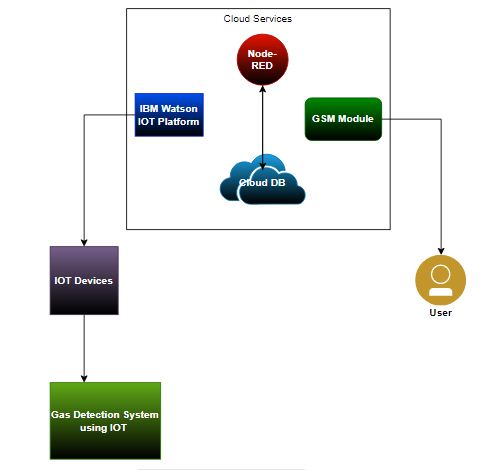 Cloud Services
Node-
RED
IBM Watson
IOT Platform
GSM Module
Cloud DB
IOT Devices
User
Gas Detection System
using IOT